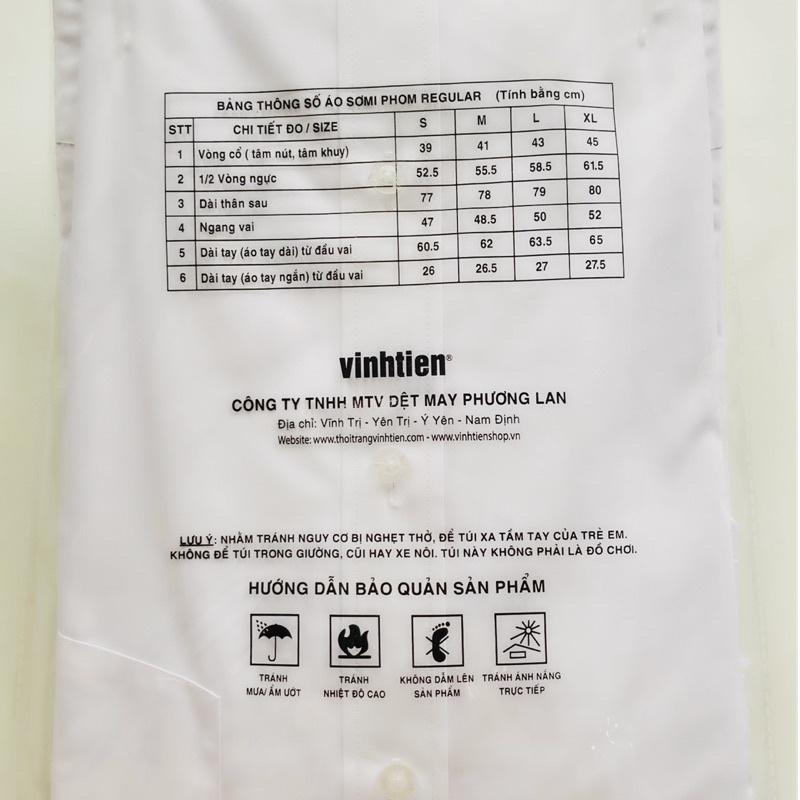 BẢNG THÔNG SỐ ÁO SƠMI PHOM REGULAR (Tính bằng cm)
STT CHI TIẾT ĐO / SIZE S M L XL
1 Vòng cổ ( tâm nút, tâm khuy) 39 41 43 45
2 1/2 Vòng ngực 52.5 55.5 58.5 61.5
3 Dài thân sau 77 78 79 80
4 Ngang vai 47 48.5 50 52
5 Dài tay (áo tay dài) từ đầu vai 60.5 62 63.5 65
6 Dài tay (áo tay ngắn) từ đầu vai 26 26.5 27 27.5
vinhtien®
CÔNG TY TNHH MTV DỆT MAY PHƯƠNG LAN
Địa chỉ: Vĩnh Trị - Yên Trị - Ý Yên - Nam Định
Website: www.thoitrangvinhtien.com - www.vinhtienshop.vn
LƯU Ý: NHẰM TRÁNH NGUY CƠ BỊ NGHẸT THỞ, ĐỂ TÚI XA TẦM TAY CỦA TRẺ EM.
KHÔNG ĐỂ TÚI TRONG GIƯỜNG, CŨI HAY XE NÔI. TÚI NÀY KHÔNG PHẢI LÀ ĐỒ CHƠI.
HƯỚNG DẪN BẢO QUẢN SẢN PHẨM
TRÁNH
MƯA/ ẨM ƯỚT
TRÁNH
NHIỆT ĐỘ CAO
KHÔNG DẪM LÊN
SẢN PHẨM
TRÁNH ÁNH NẮNG
TRỰC TIẾP